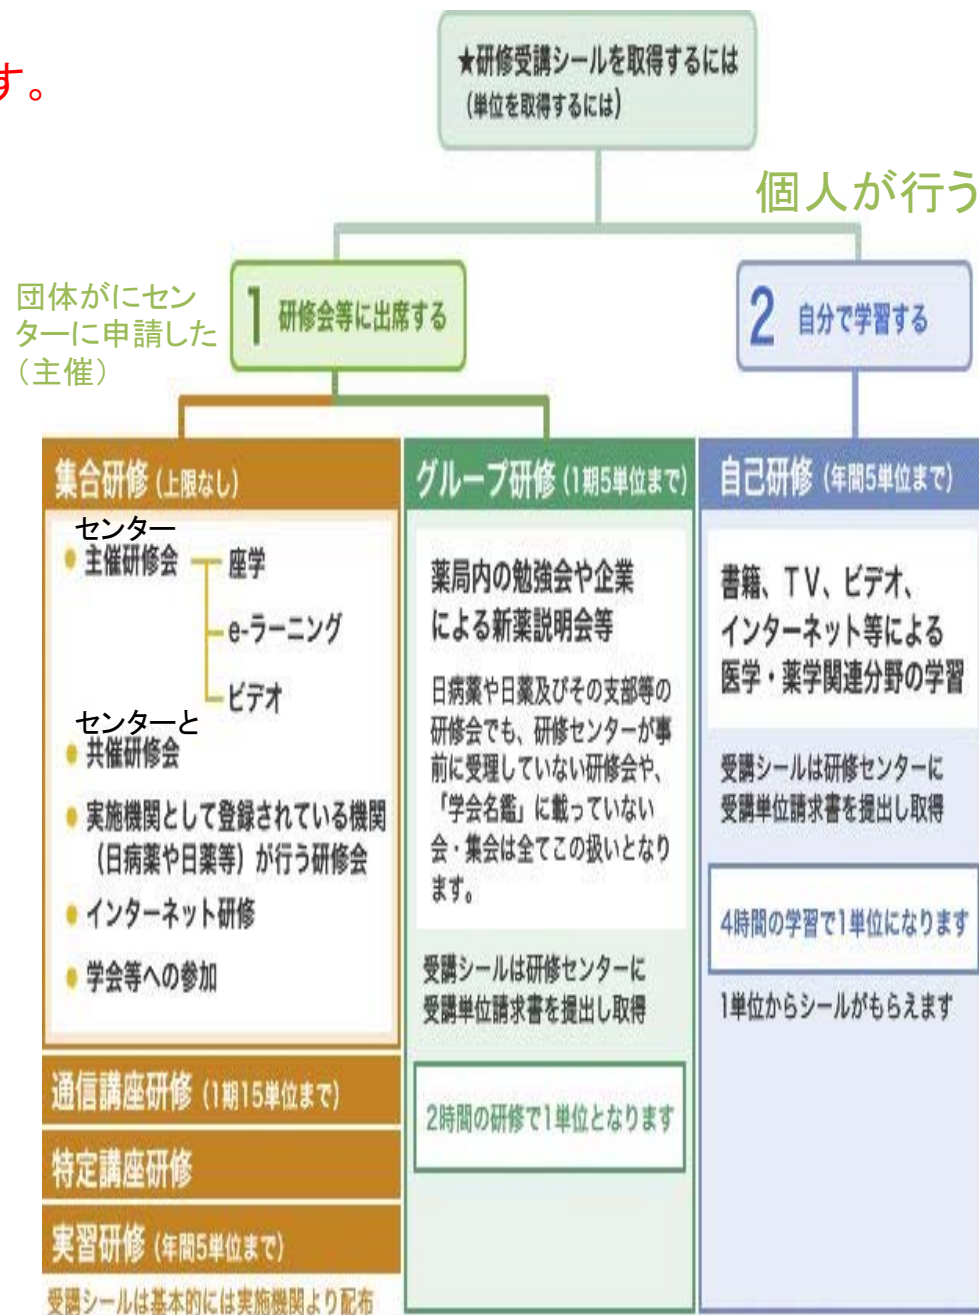 す。
★研修受講シールを取得するには
(単位を取得するには)
個人が行う
団体がにセン
ターに申請した
（主催）
1 研修会等に出席する
2 自分で学習する
集合研修 (上限なし)
センター
● 主催研修会
座学
e-ラーニング
ビデオ
センターと
● 共催研修会
● 実施機関として登録されている機関
(日病薬や日薬等) が行う研修会
● インターネット研修
● 学会等への参加
通信講座研修 (1期15単位まで)
特定講座研修
実習研修 (年間5単位まで)
受講シールは基本的には実施機関より配布
グループ研修 (1期5単位まで)
薬局内の勉強会や企業
による新薬説明会等
日病薬や日薬及びその支部等の
研修会でも、研修センターが事
前に受理していない研修会や、
「学会名鑑」に載っていない
会・集会は全てこの扱いとなり
ます。
受講シールは研修センターに
受講単位請求書を提出し取得
2時間の研修で1単位となります
自己研修 (年間5単位まで)
書籍、TV、ビデオ、
インターネット等による
医学・薬学関連分野の学習
受講シールは研修センターに
受講単位請求書を提出し取得
4時間の学習で1単位になります
1単位からシールがもらえます